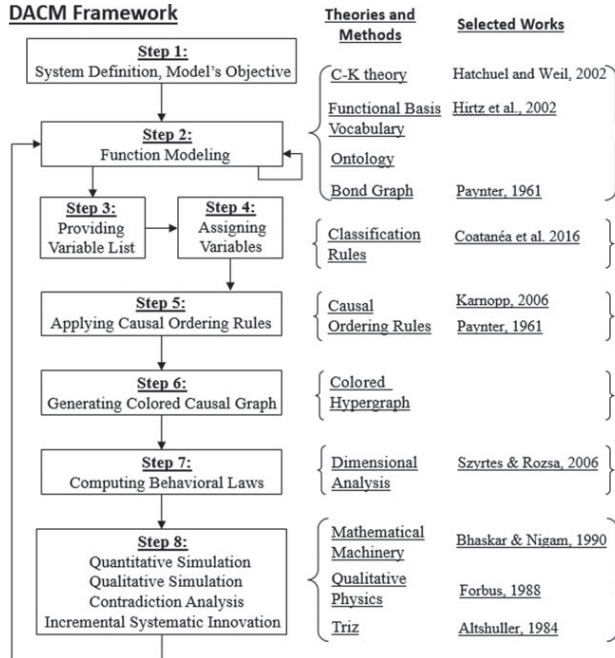 DACM Framework
Theories and
Methods
Selected Works
Step 1:
System Definition, Model's Objective
C-K theory
Hatchuel and Weil, 2002
Functional Basis
Vocabulary
Hirtz et al., 2002
Step 2:
Function Modeling
Ontology
Bond Graph
Paynter, 1961
Step 3:
Providing
Variable List
Step 4:
Assigning
Variables
Classification
Rules
Coatanéa et al. 2016
Step 5:
Applying Causal Ordering Rules
Causal
Ordering Rules
Karnopp, 2006
Paynter, 1961
Step 6:
Generating Colored Causal Graph
Colored
Hypergraph
Step 7:
Computing Behavioral Laws
Dimensional
Analysis
Szyrtes & Rozsa, 2006
Step 8:
Quantitative Simulation
Qualitative Simulation
Contradiction Analysis
Incremental Systematic Innovation
Mathematical
Machinery
Bhaskar & Nigam, 1990
Qualitative
Physics
Forbus, 1988
Triz
Altshuller, 1984